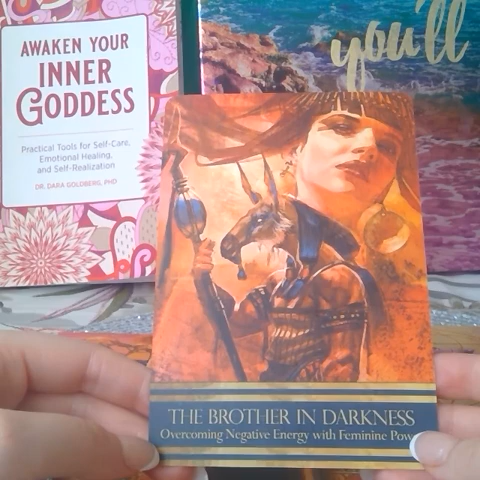 AWAKEN YOUR
INNER
GODDESS
Practical Tools for Self-Care,
Emotional Healing,
and Self-Realization
DR. DARA GOLDBERG, PHD
you'll
THE BROTHER IN DARKNESS
Overcoming Negative Energy with Feminine Pow